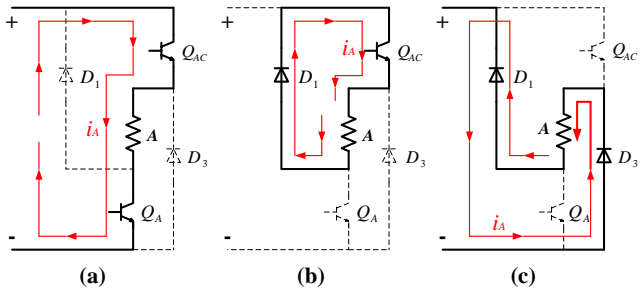 +
Q_AC
i_A
D_1
A
D_3
Q_A
-
(a)
+
i_A
Q_AC
D_1
A
D_3
Q_A
-
(b)
+
Q_AC
D_1
A
D_3
Q_A
i_A
-
(c)